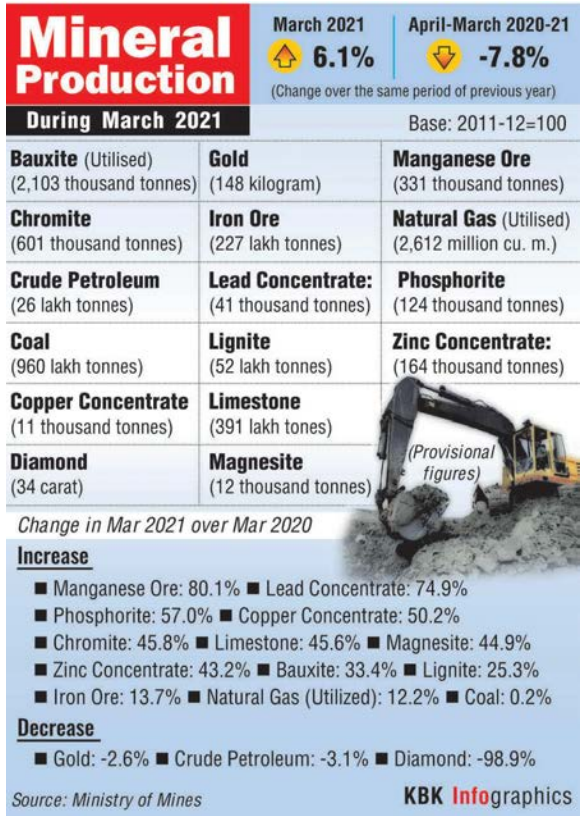 Mineral
Production
During March 2021
March 2021
6.1%
April-March 2020-21
-7.8%
(Change over the same period of previous year)
Base: 2011-12=100
Bauxite (Utilised)
(2,103 thousand tonnes)
Gold
(148 kilogram)
Manganese Ore
(331 thousand tonnes)
Chromite
(601 thousand tonnes)
Iron Ore
(227 lakh tonnes)
Natural Gas (Utilised)
(2,612 million cu. m.)
Crude Petroleum
(26 lakh tonnes)
Lead Concentrate:
(41 thousand tonnes)
Phosphorite
(124 thousand tonnes)
Coal
(960 lakh tonnes)
Lignite
(52 lakh tonnes)
Zinc Concentrate:
(164 thousand tonnes)
Copper Concentrate
(11 thousand tonnes)
Limestone
(391 lakh tones)
Diamond
(34 carat)
Magnesite
(12 thousand tonnes)
(Provisional
figures)
Change in Mar 2021 over Mar 2020
Increase
■ Manganese Ore: 80.1% ■ Lead Concentrate: 74.9%
■ Phosphorite: 57.0% ■ Copper Concentrate: 50.2%
■ Chromite: 45.8% ■ Limestone: 45.6% ■ Magnesite: 44.9%
■ Zinc Concentrate: 43.2% ■ Bauxite: 33.4% ■ Lignite: 25.3%
■ Iron Ore: 13.7% ■ Natural Gas (Utilized): 12.2% ■ Coal: 0.2%
Decrease
■ Gold: -2.6% ■ Crude Petroleum: -3.1% ■ Diamond: -98.9%
Source: Ministry of Mines
KBK Infographics